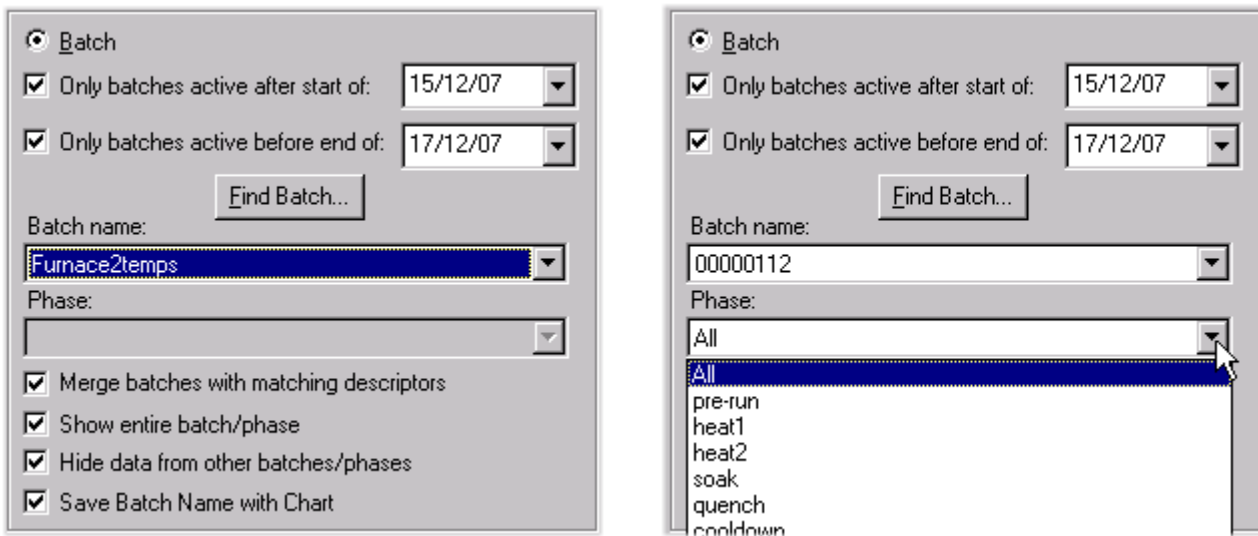 Batch
Only batches active after start of: 15/12/07
Only batches active before end of: 17/12/07
Find Batch...
Batch name:
Furnace2temps
Phase:
Merge batches with matching descriptors
Show entire batch/phase
Hide data from other batches/phases
Save Batch Name with Chart
Batch
Only batches active after start of: 15/12/07
Only batches active before end of: 17/12/07
Find Batch...
Batch name:
00000112
Phase:
All
All
pre-run
heat1
heat2
soak
quench
cooldown